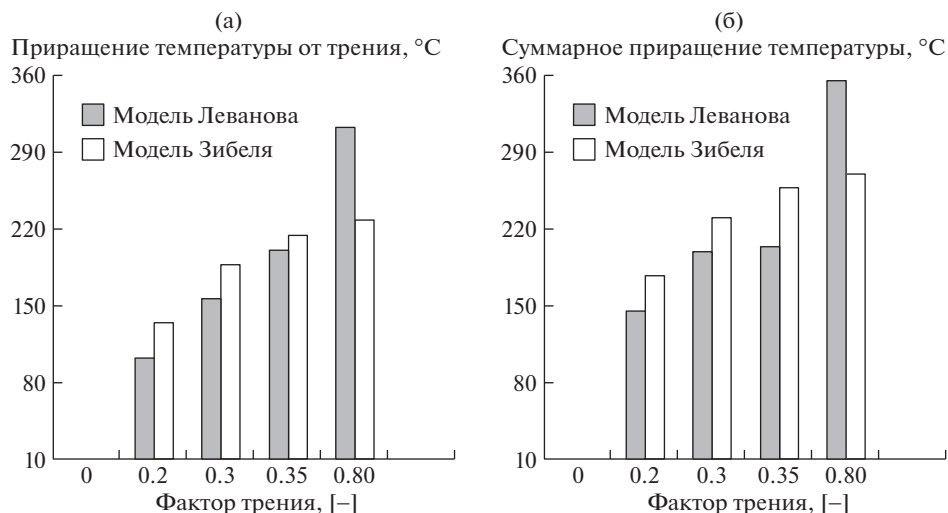 (а)
Приращение температуры от трения, °С
360
290
220
150
80
10
Модель Леванова
Модель Зибеля
0 0.2 0.3 0.35 0.80
Фактор трения, [–]
(б)
Суммарное приращение температуры, °С
360
290
220
150
80
10
Модель Леванова
Модель Зибеля
0 0.2 0.3 0.35 0.80
Фактор трения, [–]